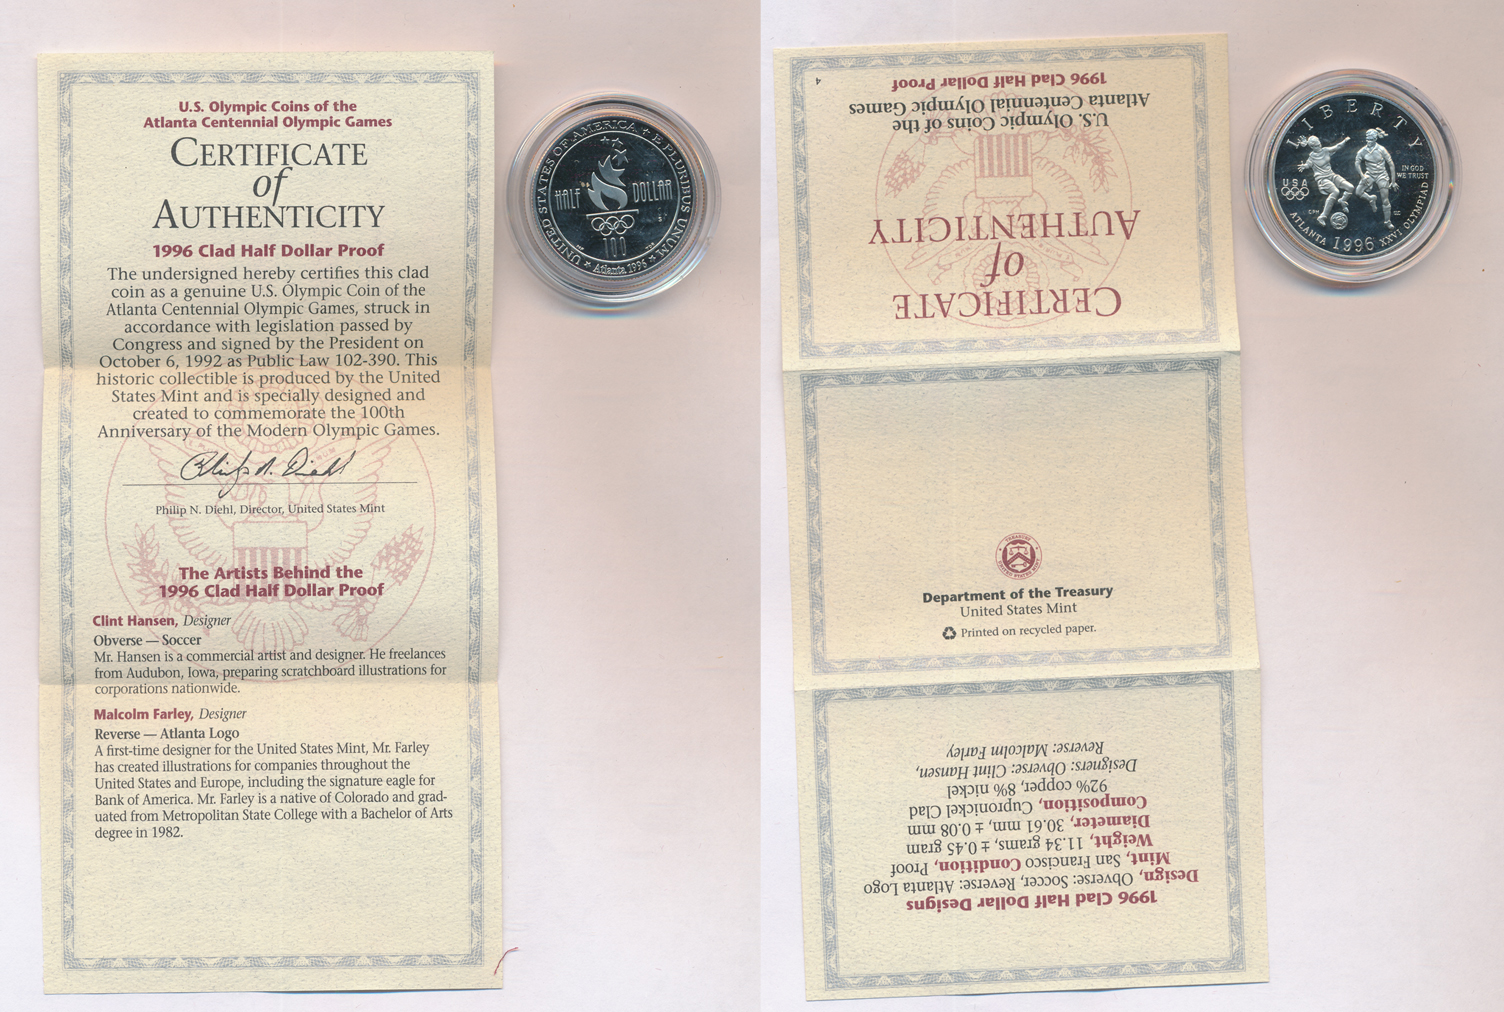 U.S. Olympic Coins of the
Atlanta Centennial Olympic Games
CERTIFICATE
of
AUTHENTICITY
1996 Clad Half Dollar Proof
The undersigned hereby certifies this clad
coin as a genuine U.S. Olympic Coin of the
Atlanta Centennial Olympic Games, struck in
accordance with legislation passed by
Congress and signed by the President on
October 6, 1992 as Public Law 102-390. This
historic collectible is produced by the United
States Mint and is specially designed and
created to commemorate the 100th
Anniversary of the Modern Olympic Games.
Philip N. Diehl
Philip N. Diehl, Director, United States Mint
The Artists Behind the
1996 Clad Half Dollar Proof
Clint Hansen, Designer
Obverse — Soccer
Mr. Hansen is a commercial artist and designer. He freelances
from Audubon, Iowa, preparing scratchboard illustrations for
corporations nationwide.
Malcolm Farley, Designer
Reverse — Atlanta Logo
A first-time designer for the United States Mint, Mr. Farley
has created illustrations for companies throughout the
United States and Europe, including the signature eagle for
Bank of America. Mr. Farley is a native of Colorado and grad-
uated from Metropolitan State College with a Bachelor of Arts
degree in 1982.
UNITED STATES OF AMERICA ★ E PLURIBUS UNUM ★
HALF DOLLAR
S
100
Atlanta 1996
CERTIFICATE
of
AUTHENTICITY
U.S. Olympic Coins of the
Atlanta Centennial Olympic Games
1996 Clad Half Dollar Proof
4
Department of the Treasury
United States Mint
Printed on recycled paper.
1996 Clad Half Dollar Designs
Design, Obverse: Soccer, Reverse: Atlanta Logo
Mint, San Francisco Condition, Proof
Weight, 11.34 grams, ± 0.45 gram
Diameter, 30.61 mm, ± 0.08 mm
Composition, Cupronickel Clad
92% copper, 8% nickel
Designers: Obverse: Clint Hansen,
Reverse: Malcolm Farley
LIBERTY
IN GOD
WE TRUST
USA
ATLANTA 1996 XXVI OLYMPIAD